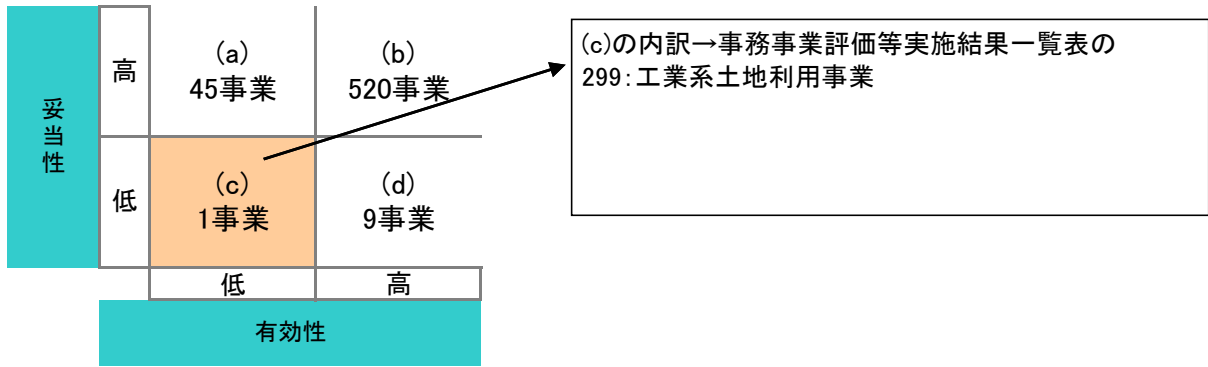 妥当性
高
(a)
45事業
(b)
520事業
低
(c)
1事業
(d)
9事業
低
高
有効性
(c)の内訳→事務事業評価等実施結果一覧表の
299:工業系土地利用事業